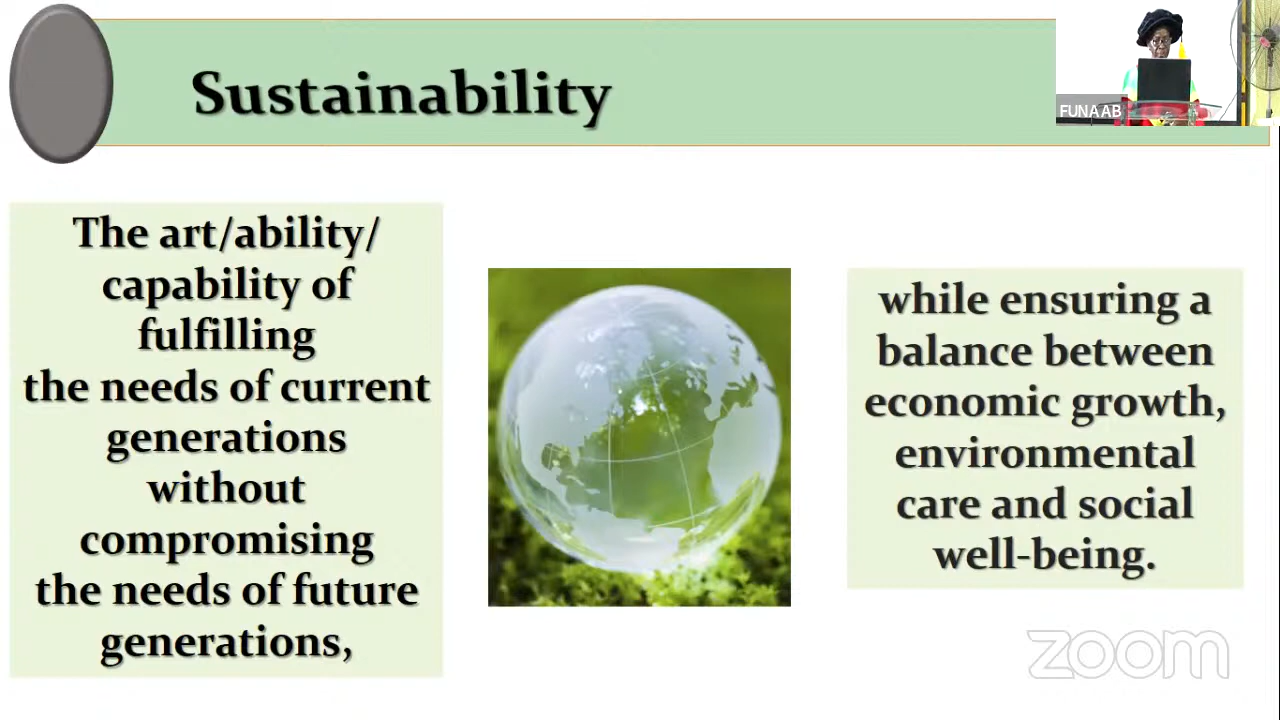 Sustainability
FUNAAB
The art/ability/
capability of
fulfilling
the needs of current
generations
without
compromising
the needs of future
generations,
while ensuring a
balance between
economic growth,
environmental
care and social
well-being.
zoom